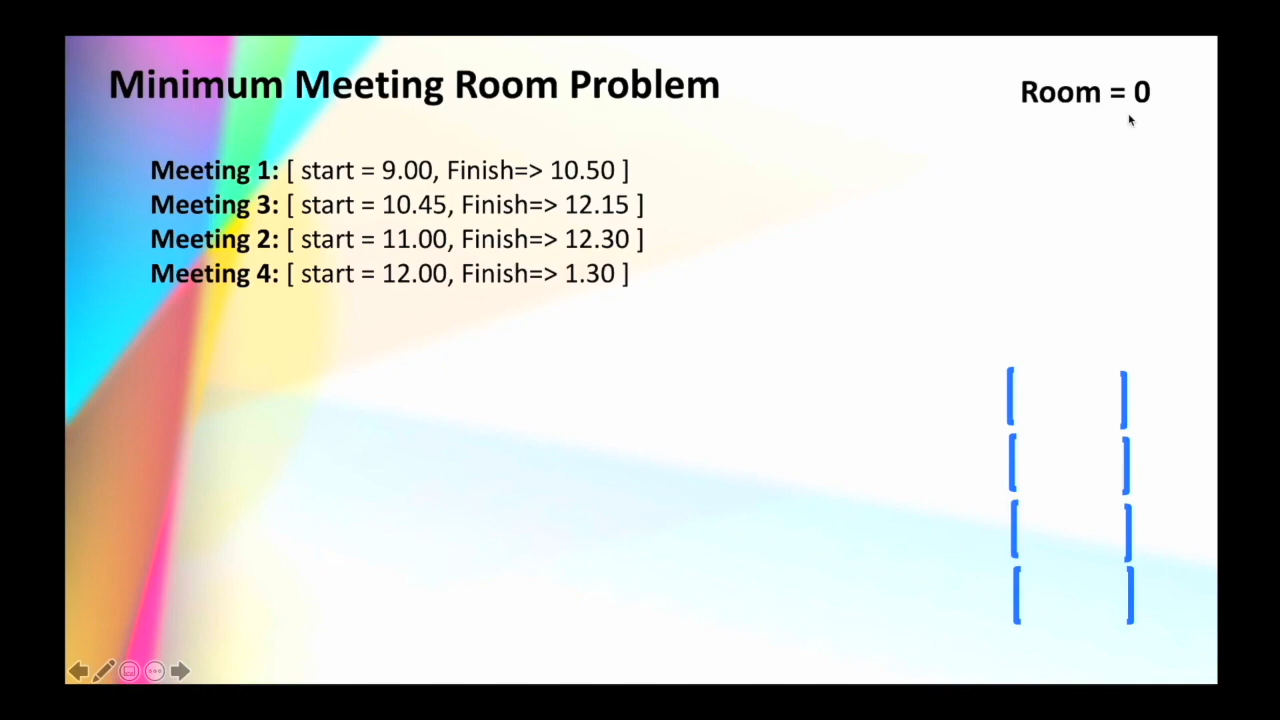 Minimum Meeting Room Problem
Room = 0
Meeting 1: [ start = 9.00, Finish=> 10.50 ]
Meeting 3: [ start = 10.45, Finish=> 12.15 ]
Meeting 2: [ start = 11.00, Finish=> 12.30 ]
Meeting 4: [ start = 12.00, Finish=> 1.30 ]
[ ]
[ ]
[ ]
[ ]